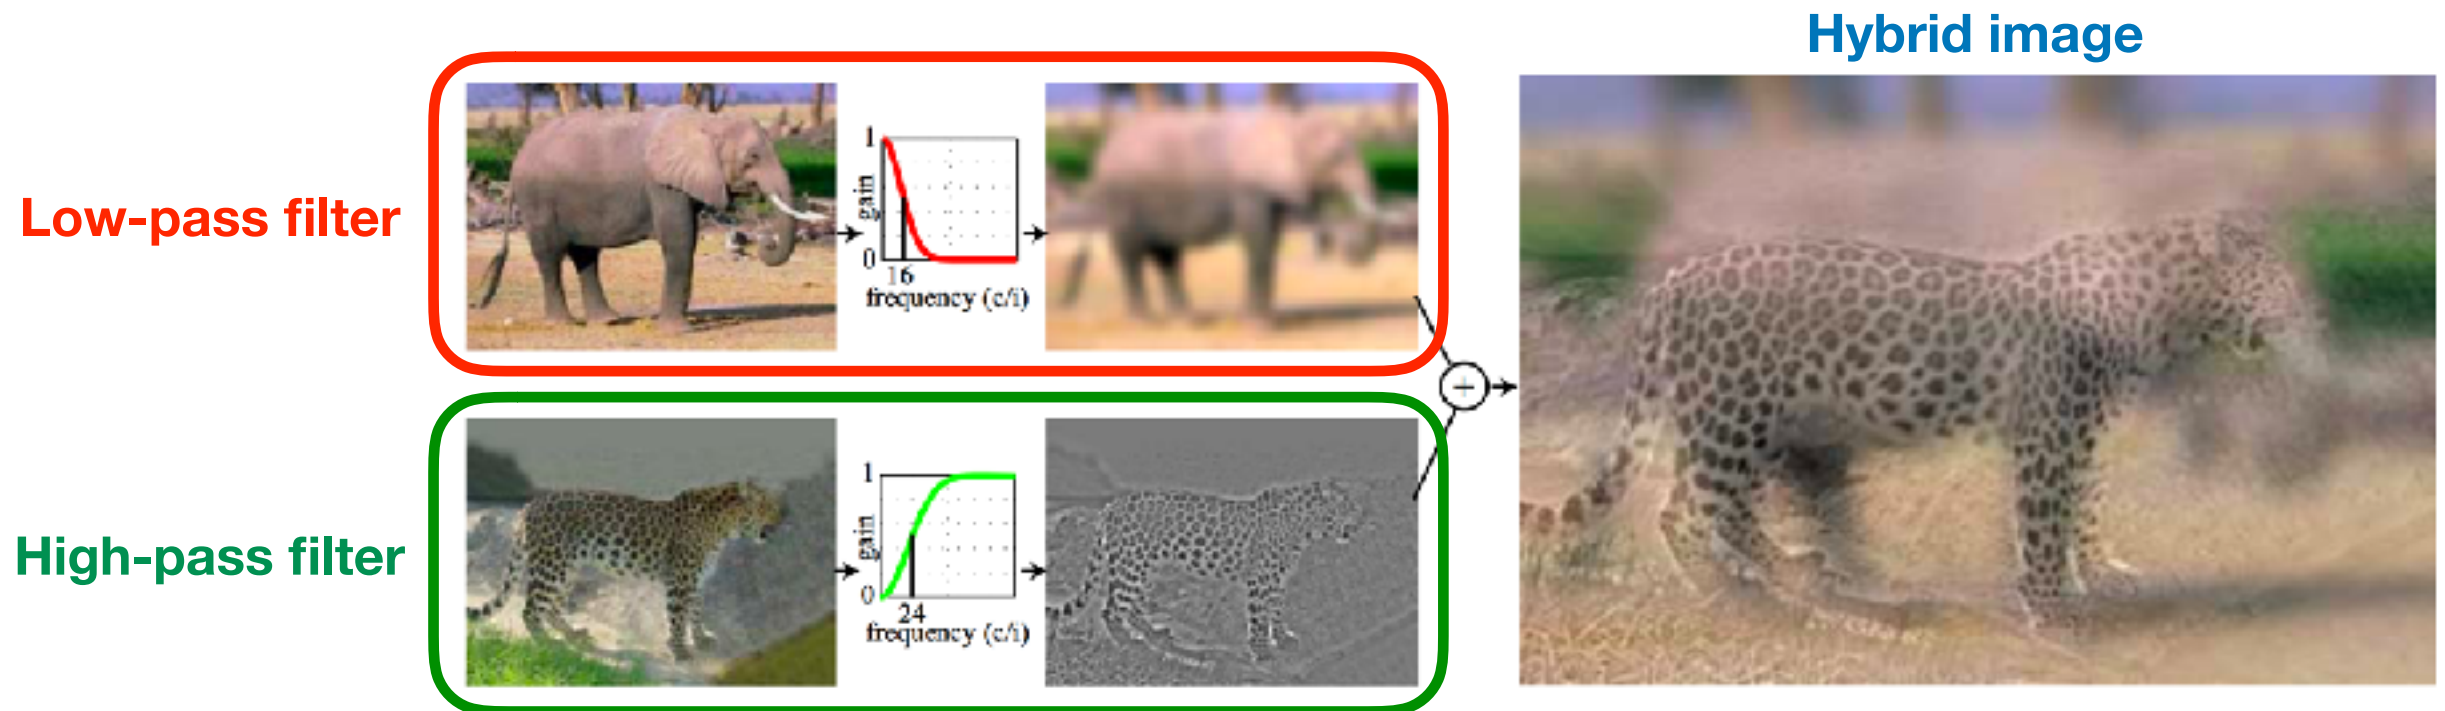 Hybrid image
Low-pass filter
1
gain
0
16
frequency (c/i)
+
High-pass filter
1
gain
0
24
frequency (c/i)